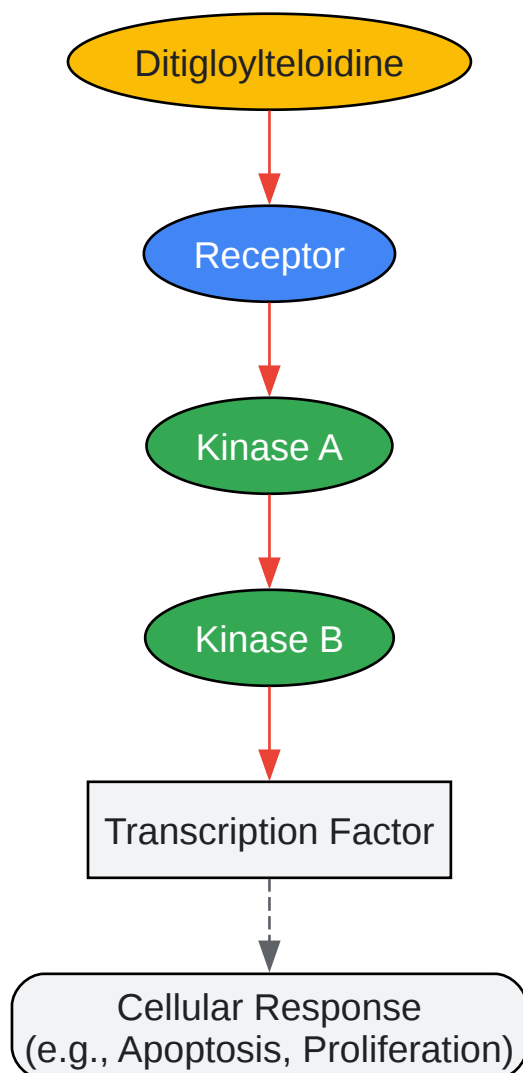 Ditigloylteloidine
Receptor
Kinase A
Kinase B
Transcription Factor
Cellular Response
(e.g., Apoptosis, Proliferation)